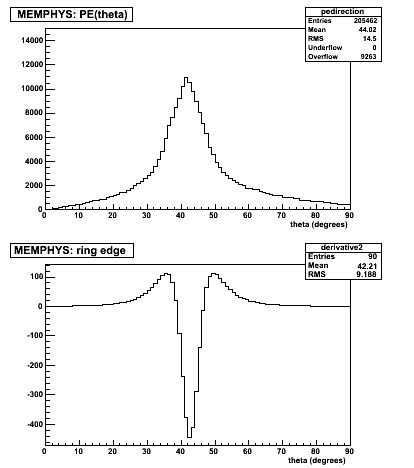 MEMPHYS: PE(theta)
pedirection
Entries 205462
Mean 44.02
RMS 14.5
Underflow 0
Overflow 9263
14000
12000
10000
8000
6000
4000
2000
0
0 10 20 30 40 50 60 70 80 90
theta (degrees)
MEMPHYS: ring edge
derivative2
Entries 90
Mean 42.21
RMS 9.188
100
0
-100
-200
-300
-400
0 10 20 30 40 50 60 70 80 90
theta (degrees)